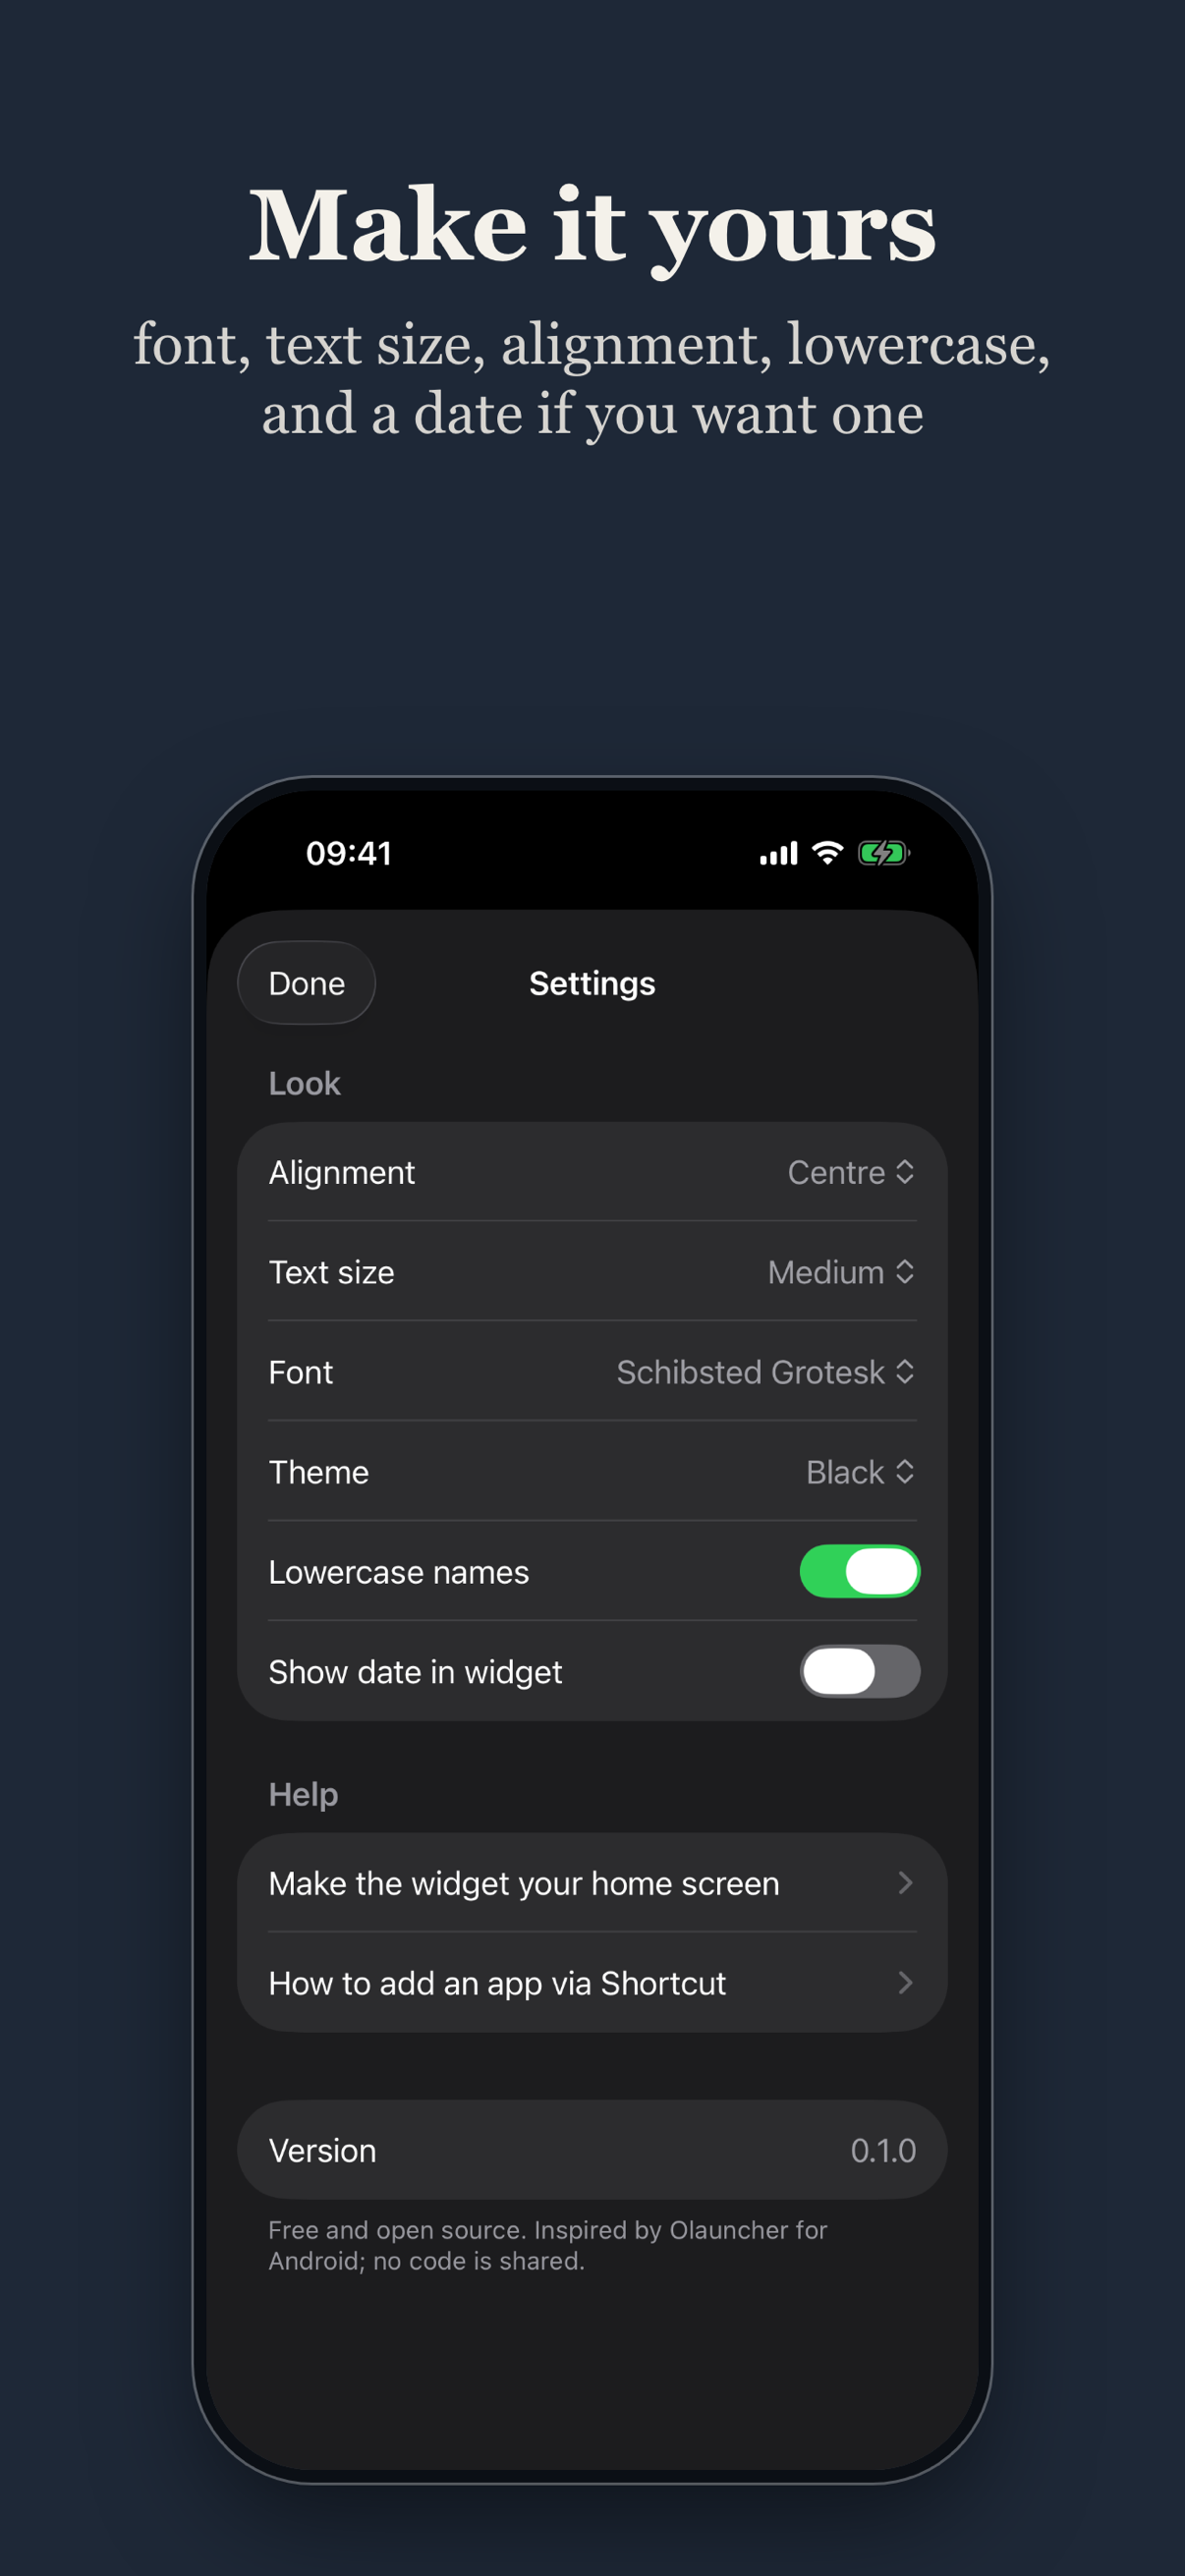 Make it yours
font, text size, alignment, lowercase,
and a date if you want one
09:41
Done
Settings
Look
Alignment
Centre
Text size
Medium
Font
Schibsted Grotesk
Theme
Black
Lowercase names
Show date in widget
Help
Make the widget your home screen
How to add an app via Shortcut
Version
0.1.0
Free and open source. Inspired by Olauncher for
Android; no code is shared.